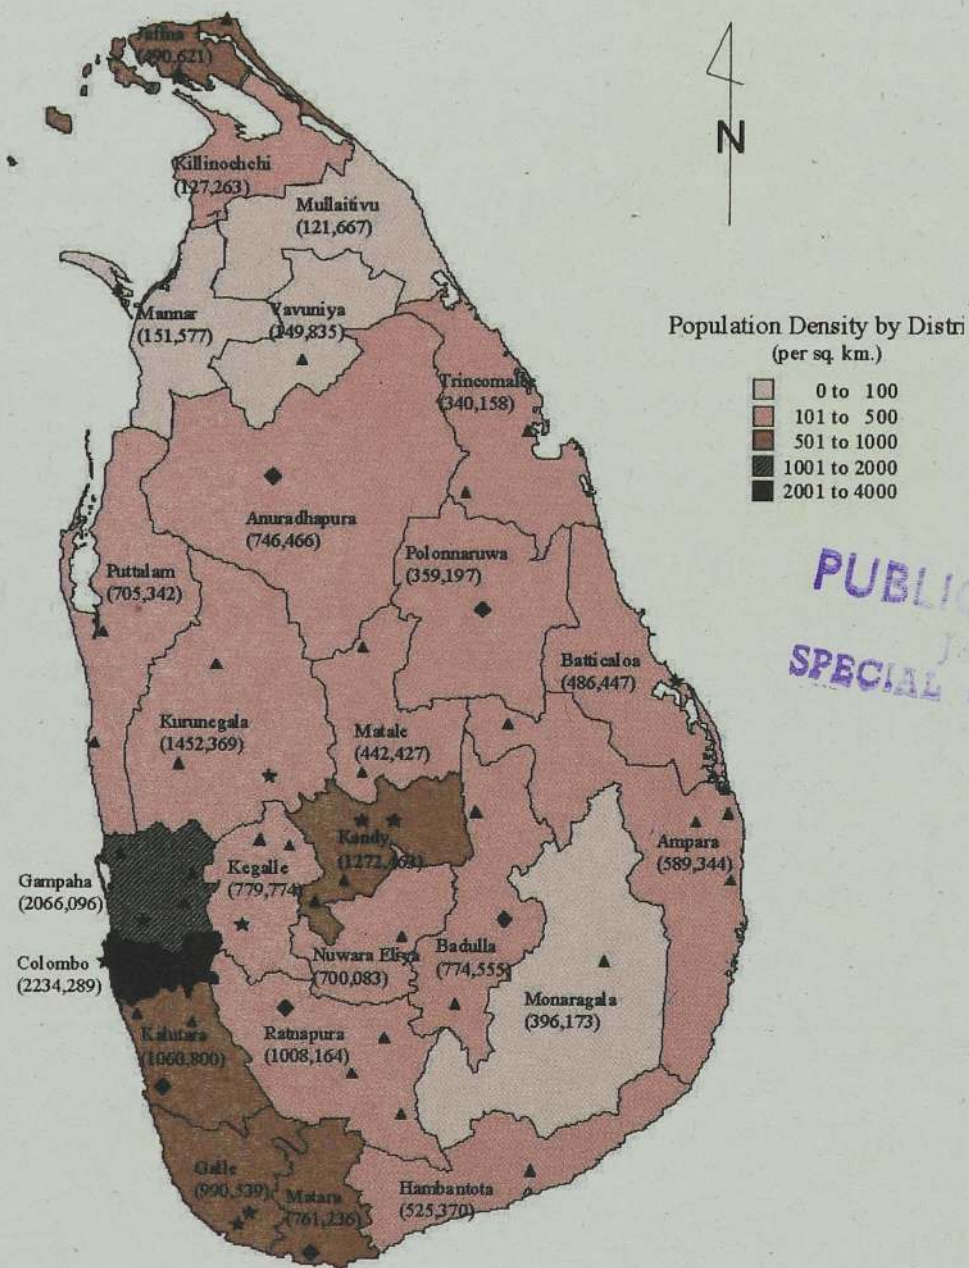 Jaffna
(490,621)
N
Killinochchi
(127,263)
Mullaitivu
(121,667)
Mannar
(151,577)
Vavuniya
(149,835)
Population Density by Distri
(per sq. km.)
0 to 100
101 to 500
501 to 1000
1001 to 2000
2001 to 4000
Trincomalee
(340,158)
Anuradhapura
(746,466)
Polonnaruwa
(359,197)
Puttalam
(705,342)
PUBLIC
SPECIAL
Batticaloa
(486,447)
Kurunegala
(1452,369)
Matale
(442,427)
Kandy
(1272,463)
Ampara
(589,344)
Kegalle
(779,774)
Gampaha
(2066,096)
Nuwara Eliya
(700,083)
Badulla
(774,555)
Colombo
(2234,289)
Monaragala
(396,173)
Kalutara
(1060,800)
Ratnapura
(1008,164)
Galle
(990,539)
Matara
(761,236)
Hambantota
(525,370)